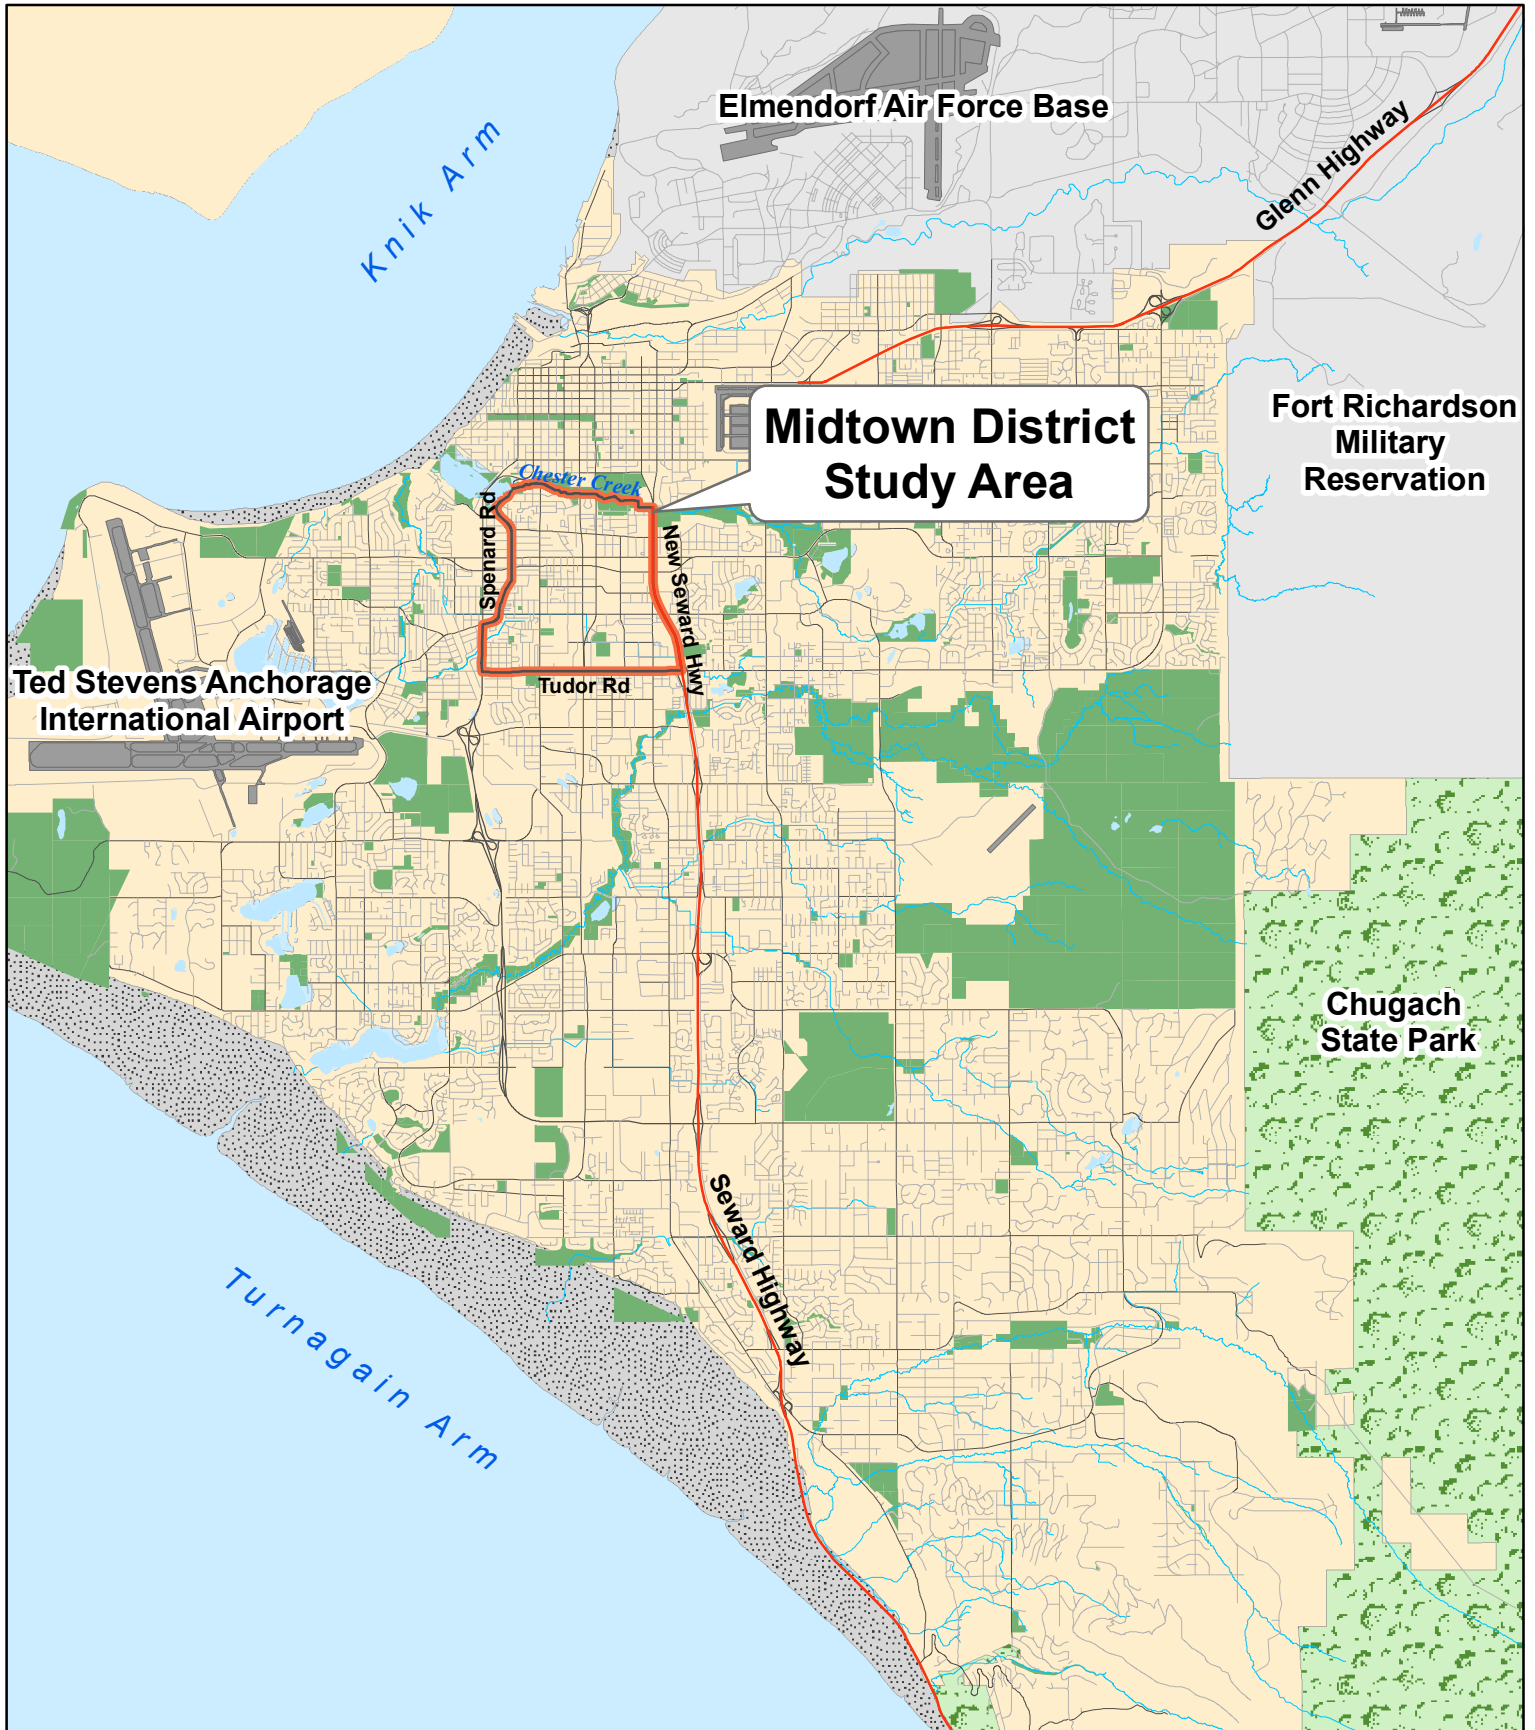 Elmendorf Air Force Base
Knik Arm
Glenn Highway
Midtown District
Study Area
Fort Richardson
Military
Reservation
Chester Creek
Spenard Rd
New Seward Hwy
Tudor Rd
Ted Stevens Anchorage
International Airport
Chugach
State Park
Seward Highway
Turnagain Arm